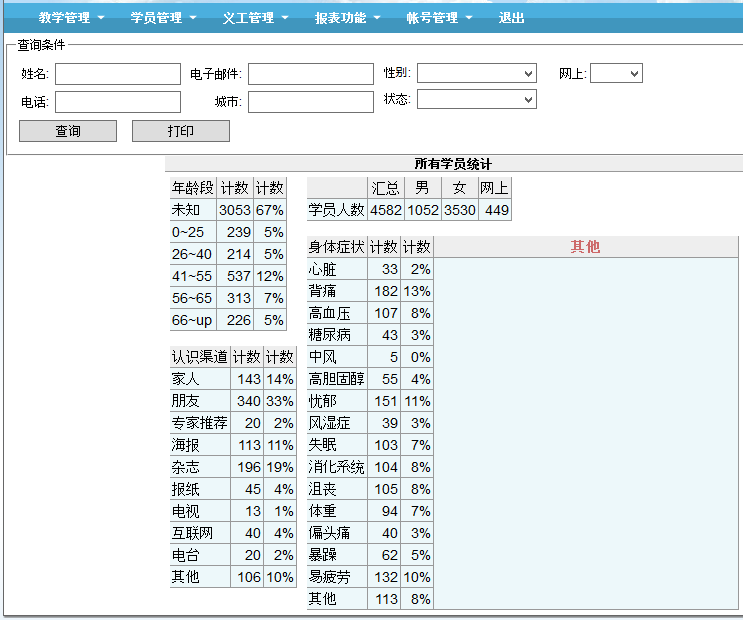 教学管理 学员管理 义工管理 报表功能 帐号管理 退出
查询条件
姓名: 电子邮件: 性别: 网上:
电话: 城市: 状态:
查询 打印
所有学员统计
年龄段 计数 计数
未知 3053 67%
0~25 239 5%
26~40 214 5%
41~55 537 12%
56~65 313 7%
66~up 226 5%
认识渠道 计数 计数
家人 143 14%
朋友 340 33%
专家推荐 20 2%
海报 113 11%
杂志 196 19%
报纸 45 4%
电视 13 1%
互联网 40 4%
电台 20 2%
其他 106 10%
汇总 男 女 网上
学员人数 4582 1052 3530 449
身体症状 计数 计数 其他
心脏 33 2%
背痛 182 13%
高血压 107 8%
糖尿病 43 3%
中风 5 0%
高胆固醇 55 4%
忧郁 151 11%
风湿症 39 3%
失眠 103 7%
消化系统 104 8%
沮丧 105 8%
体重 94 7%
偏头痛 40 3%
暴躁 62 5%
易疲劳 132 10%
其他 113 8%